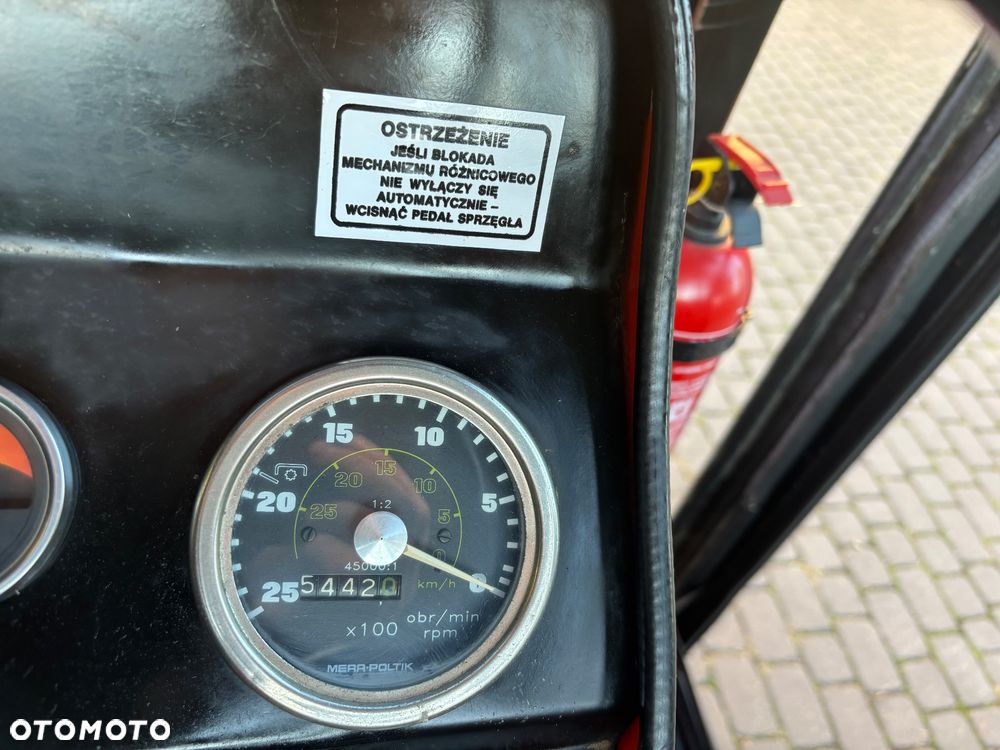 OSTRZEŻENIE
JEŚLI BLOKADA
MECHANIZMU RÓŻNICOWEGO
NIE WYŁĄCZY SIĘ
AUTOMATYCZNIE -
WCISNĄĆ PEDAŁ SPRZĘGŁA
15 10
20 15 10
20 25 1:2 5 5
45000:1 0
25 54420 km/h 0
x100 obr/min
rpm
MERA-POLTIK
OTOMOTO